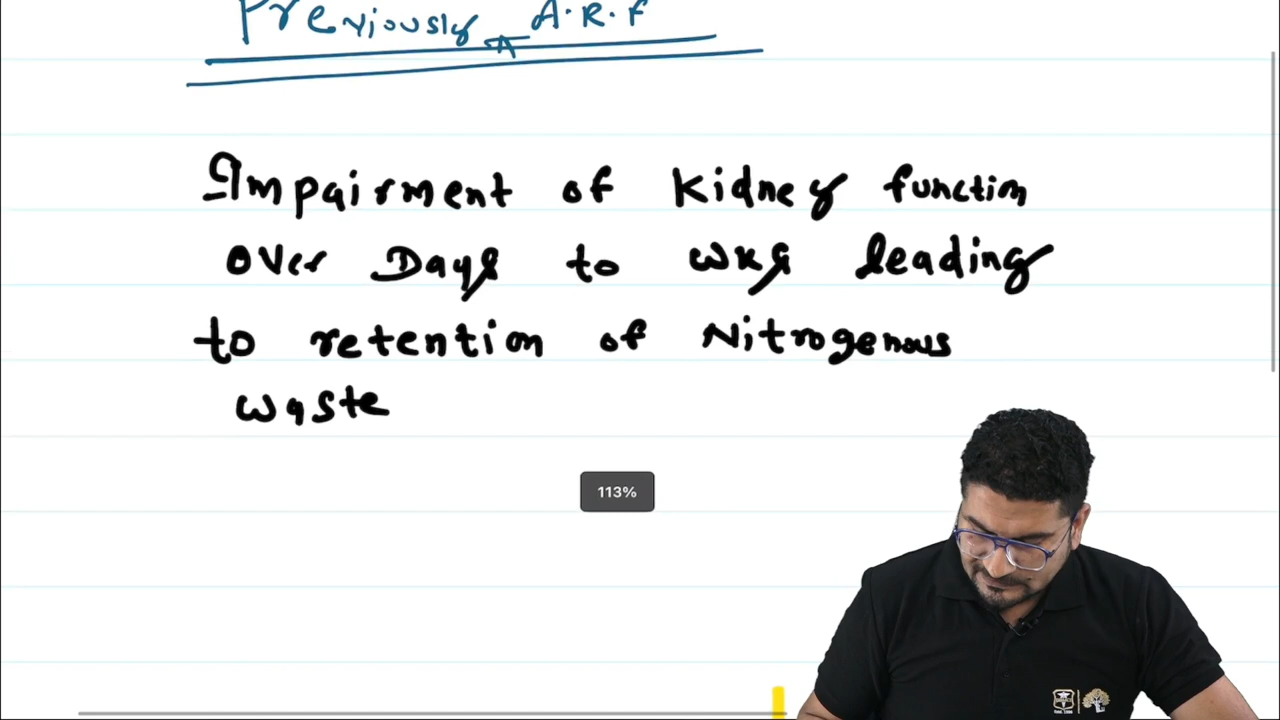 Previously A.R.F
Impairment of Kidney function
over Days to wks leading
to retention of Nitrogenous
waste
113%